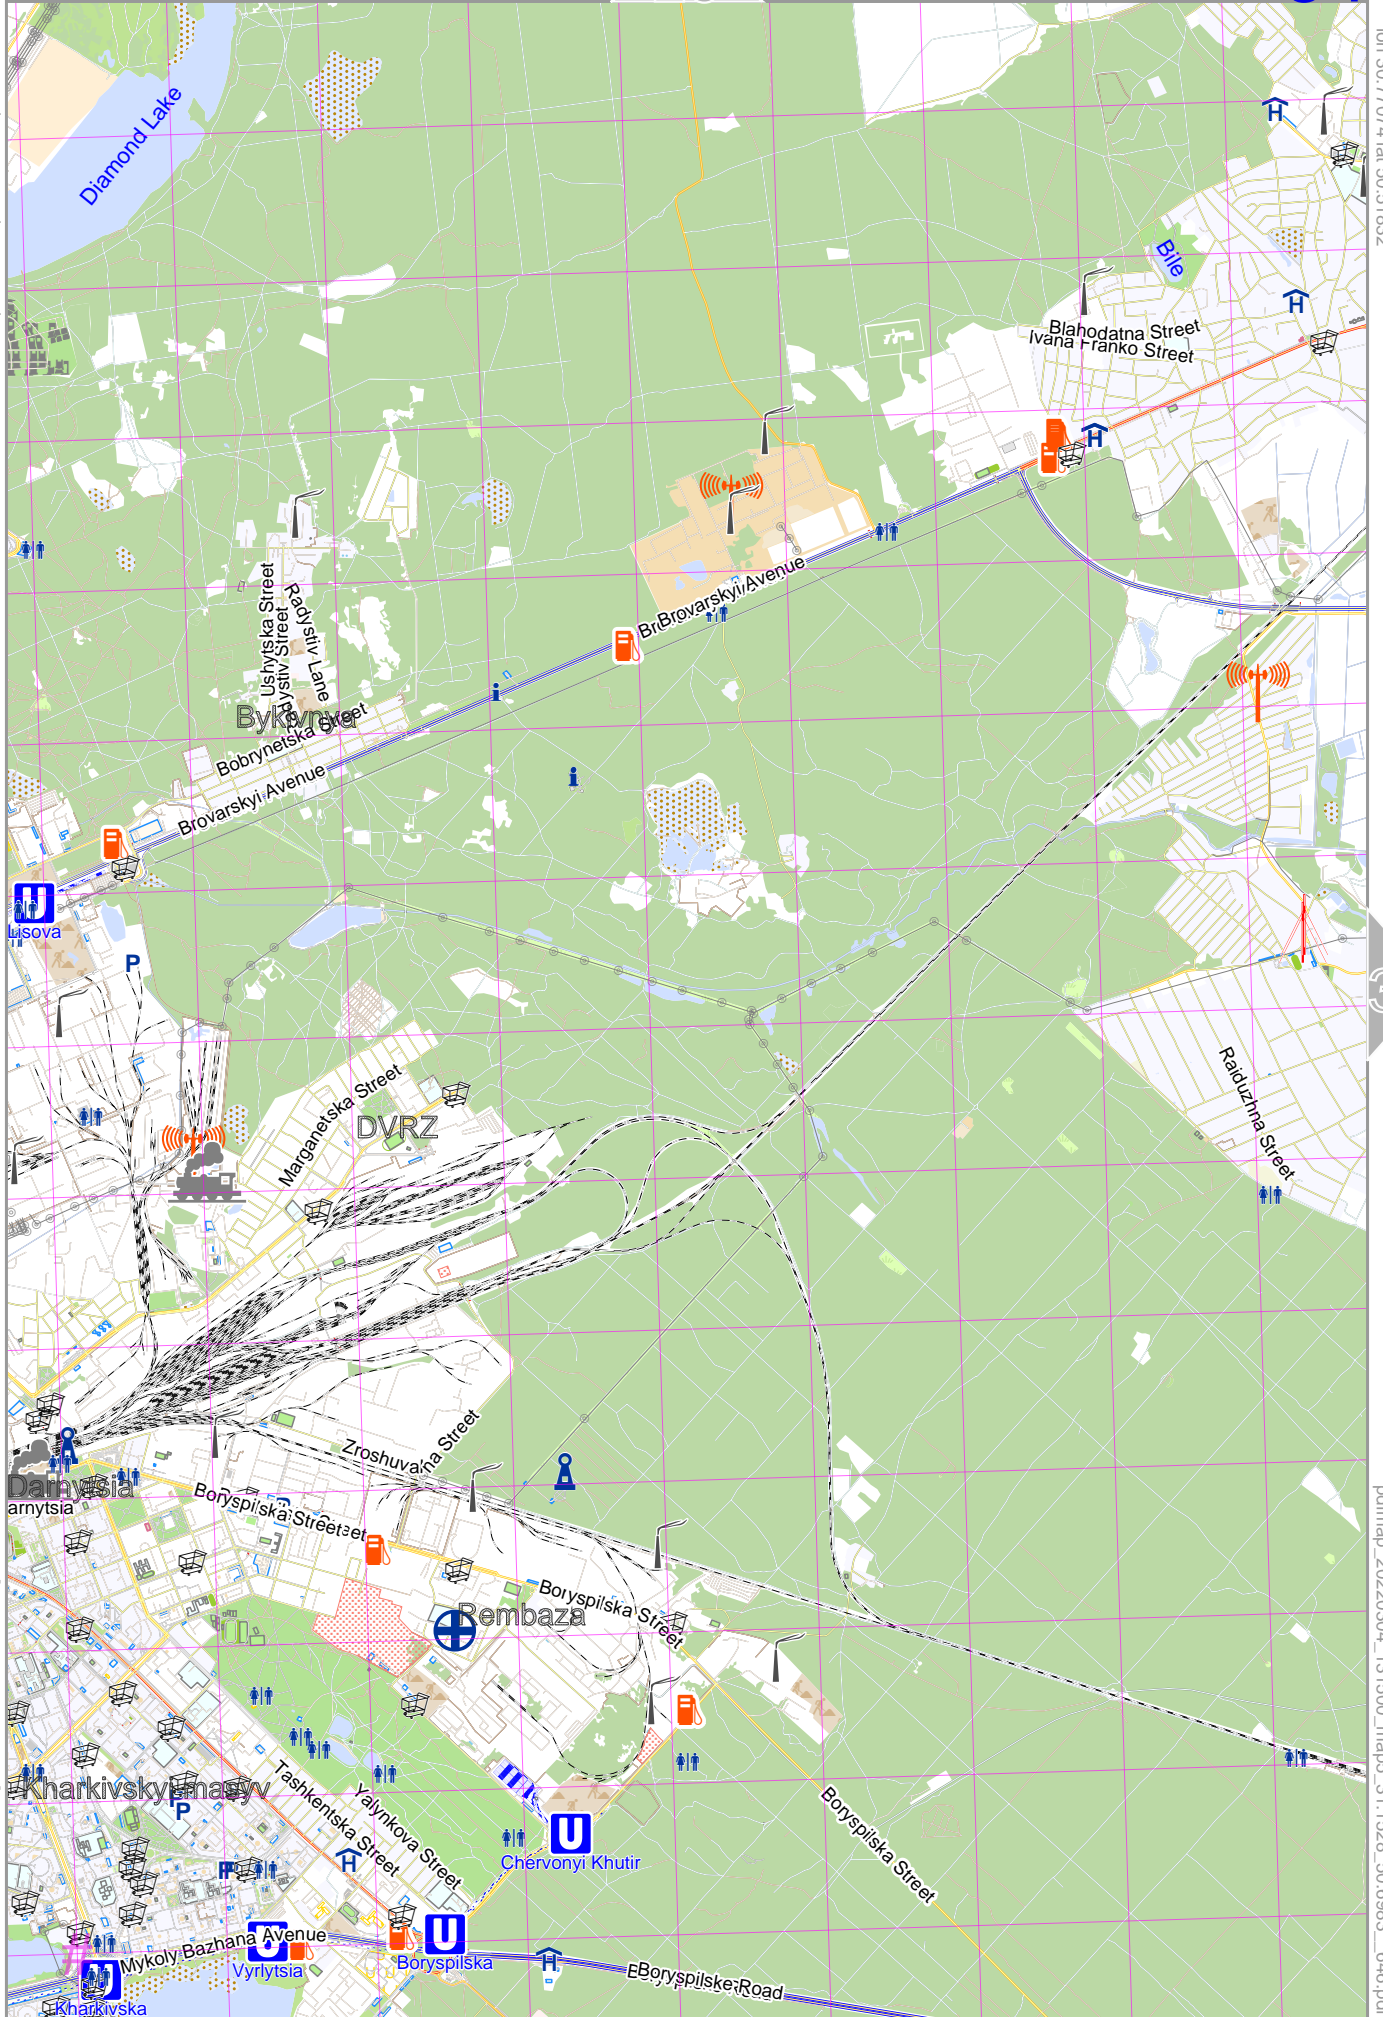 Diamond Lake
Bile
Blahodatna Street
Ivana Franko Street
H
H
H
Brovarskyi Avenue
Ushytska Street
Radystiv Lane
Bykivnya
Bobrynetska Street
Brovarskyi Avenue
i
i
U
Lisova
P
Marganetska Street
DVRZ
Raiduzhna Street
Zroshuvalna Street
Darnytsia
arnytsia
Boryspilska Street
Boryspilska Street
Rembaza
Tashkentska Street
Yalynkova Street
Kharkivskyi masyv
P
Boryspilska Street
U
Chervonyi Khutir
H
U
Boryspilska
Mykoly Bazhana Avenue
U
Vyrlytsia
H
Boryspilske Road
U
Kharkivska